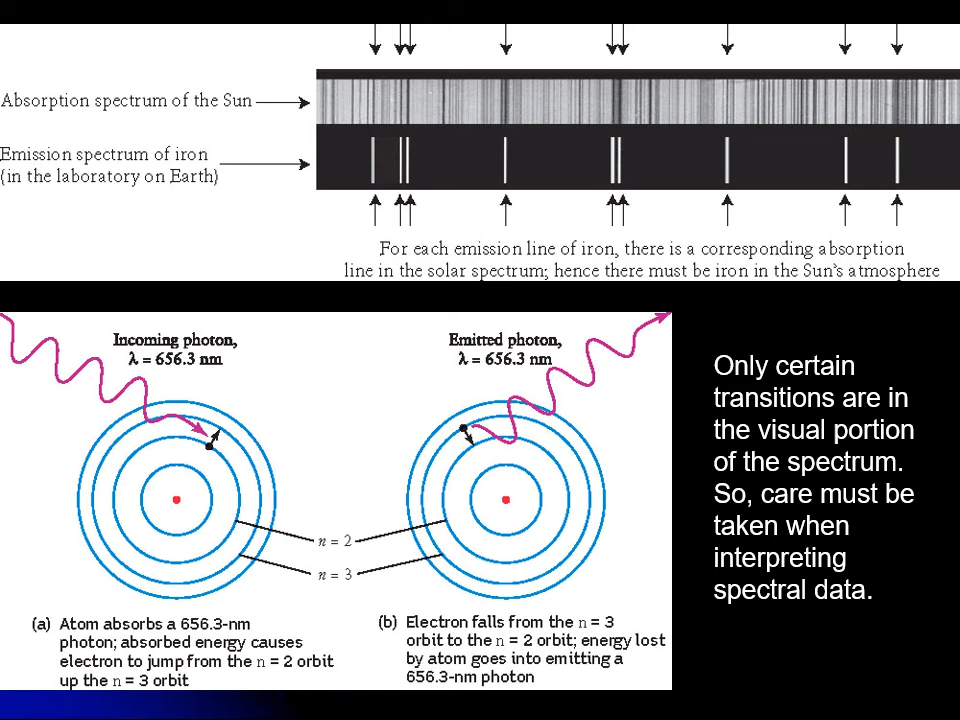 Absorption spectrum of the Sun
Emission spectrum of iron
(in the laboratory on Earth)
For each emission line of iron, there is a corresponding absorption
line in the solar spectrum; hence there must be iron in the Sun's atmosphere
Incoming photon,
λ = 656.3 nm
Emitted photon,
λ = 656.3 nm
n = 2
n = 3
(a) Atom absorbs a 656.3-nm
photon; absorbed energy causes
electron to jump from the n = 2 orbit
up the n = 3 orbit
(b) Electron falls from the n = 3
orbit to the n = 2 orbit; energy lost
by atom goes into emitting a
656.3-nm photon
Only certain
transitions are in
the visual portion
of the spectrum.
So, care must be
taken when
interpreting
spectral data.